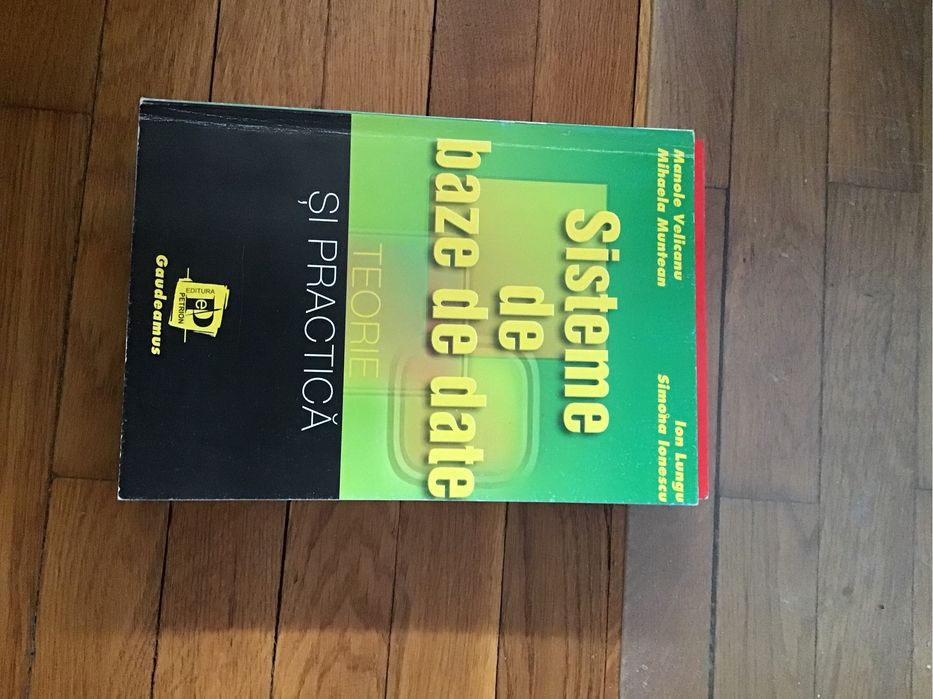 Manole Velicanu
Mihaela Muntean
Ion Lungu
Simona Ionescu
Sisteme
de
baze de date
TEORIE
ȘI PRACTICĂ
EDITURA
PETRION
Gaudeamus